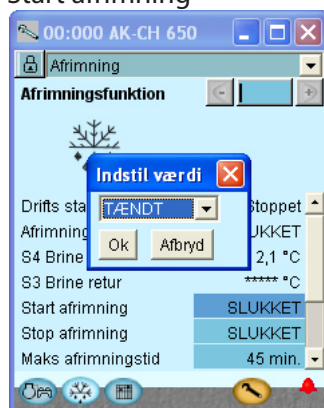 Start afrimning
00:000 AK-CH 650
Afrimning
Afrimningsfunktion
Indstil værdi
TÆNDT
Ok Afbryd
Drifts sta Stoppet
Afrimning UKKET
S4 Brine 2,1 °C
S3 Brine retur ***** °C
Start afrimning SLUKKET
Stop afrimning SLUKKET
Maks afrimningstid 45 min.